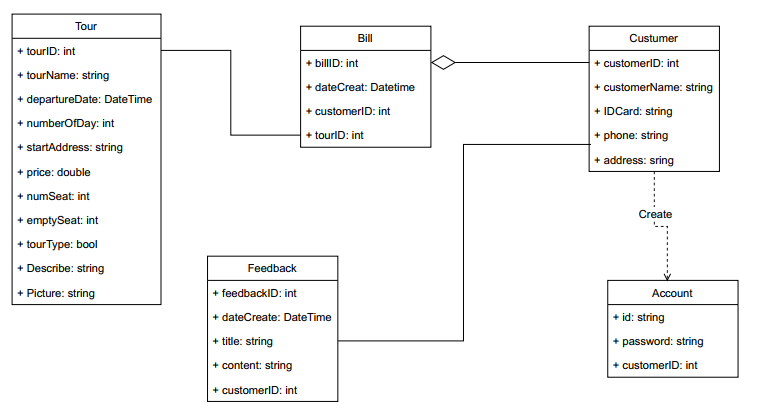 Tour
+ tourID: int
+ tourName: string
+ departureDate: DateTime
+ numberOfDay: int
+ startAddress: string
+ price: double
+ numSeat: int
+ emptySeat: int
+ tourType: bool
+ Describe: string
+ Picture: string
Bill
+ billID: int
+ dateCreat: Datetime
+ customerID: int
+ tourID: int
Custumer
+ customerID: int
+ customerName: string
+ IDCard: string
+ phone: string
+ address: sring
Create
Feedback
+ feedbackID: int
+ dateCreate: DateTime
+ title: string
+ content: string
+ customerID: int
Account
+ id: string
+ password: string
+ customerID: int